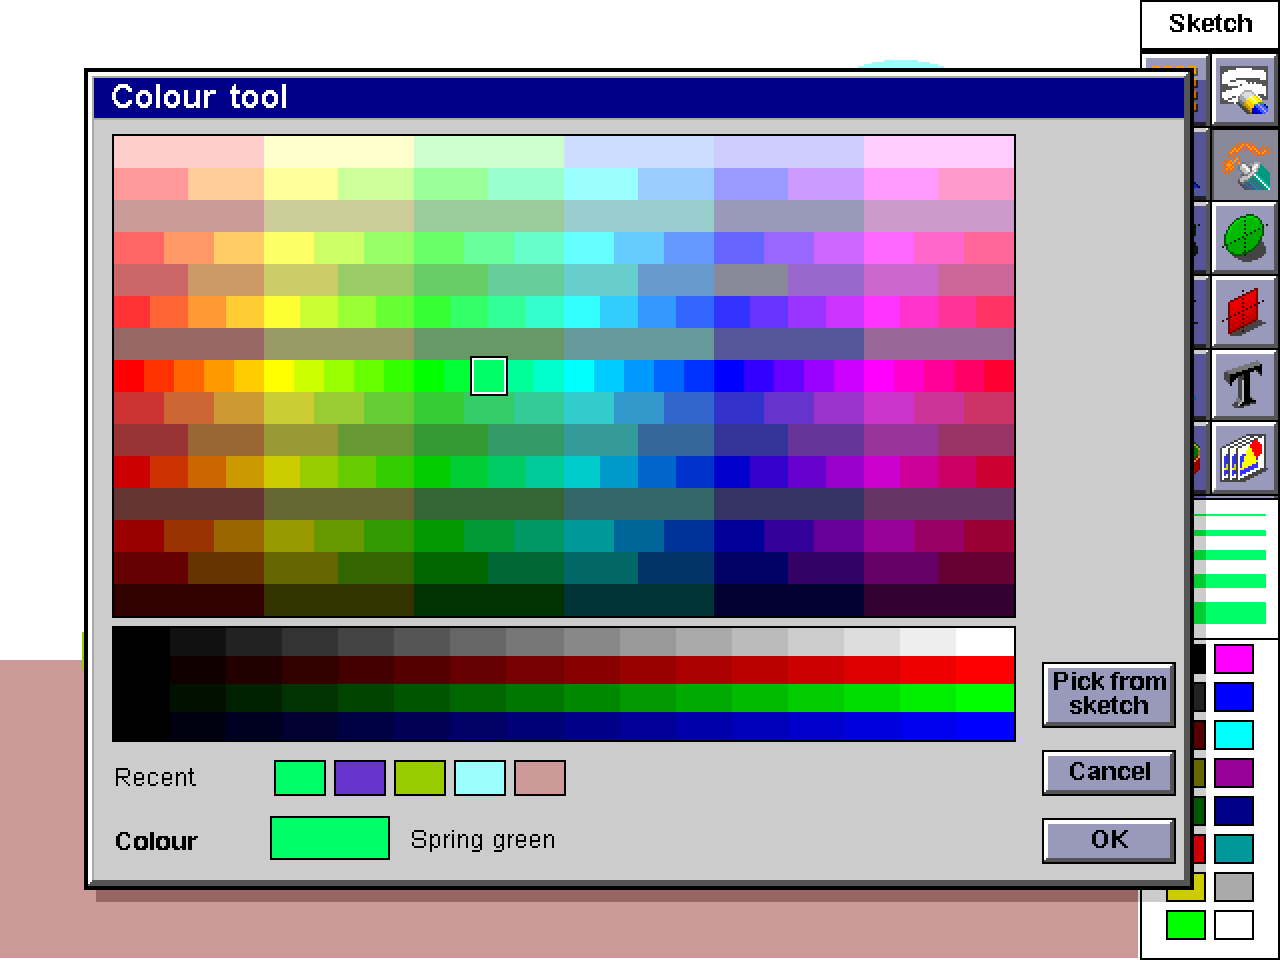 Sketch
Colour tool
Pick from
sketch
Recent
Cancel
Colour
Spring green
OK